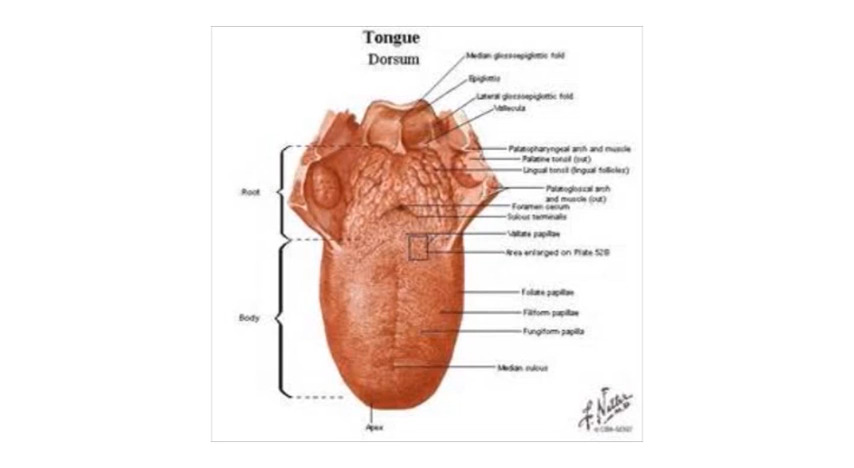 Tongue
Dorsum
Median glossoepiglottic fold
Epiglottis
Lateral glossoepiglottic fold
Vallecula
Palatopharyngeal arch and muscle
Palatine tonsil (cut)
Lingual tonsil (lingual follicles)
Root
Palatoglossal arch
and muscle (cut)
Foramen cecum
Sulcus terminalis
Vallate papillae
Area enlarged on Plate 52B
Foliate papillae
Body
Filiform papillae
Fungiform papilla
Median sulcus
Apex
F. Netter